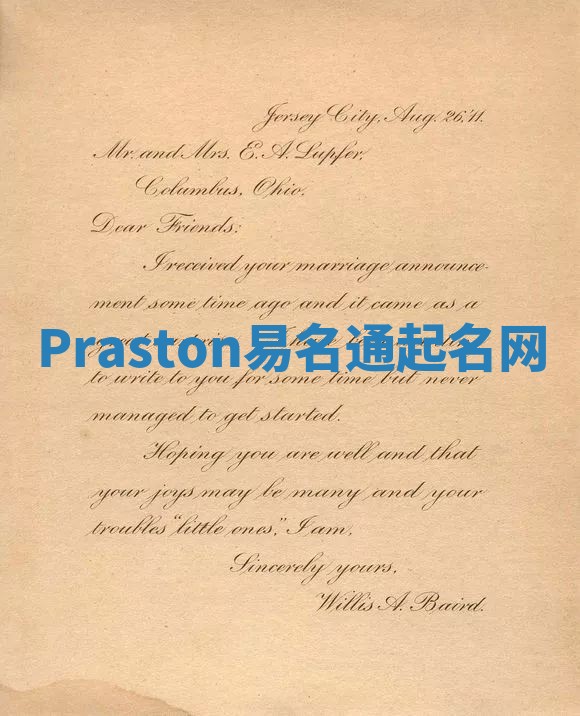 Jersey City, Aug. 26, '11.
Mr. and Mrs. E. A. Lupfer,
Columbus, Ohio.
Dear Friends:
I received your marriage announce-
ment some time ago and it came as a
Praston易名通起名网
to write to you for some time but never
managed to get started.
Hoping you are well and that
your joys may be many and your
troubles "little ones," I am,
Sincerely yours,
Willis A. Baird.